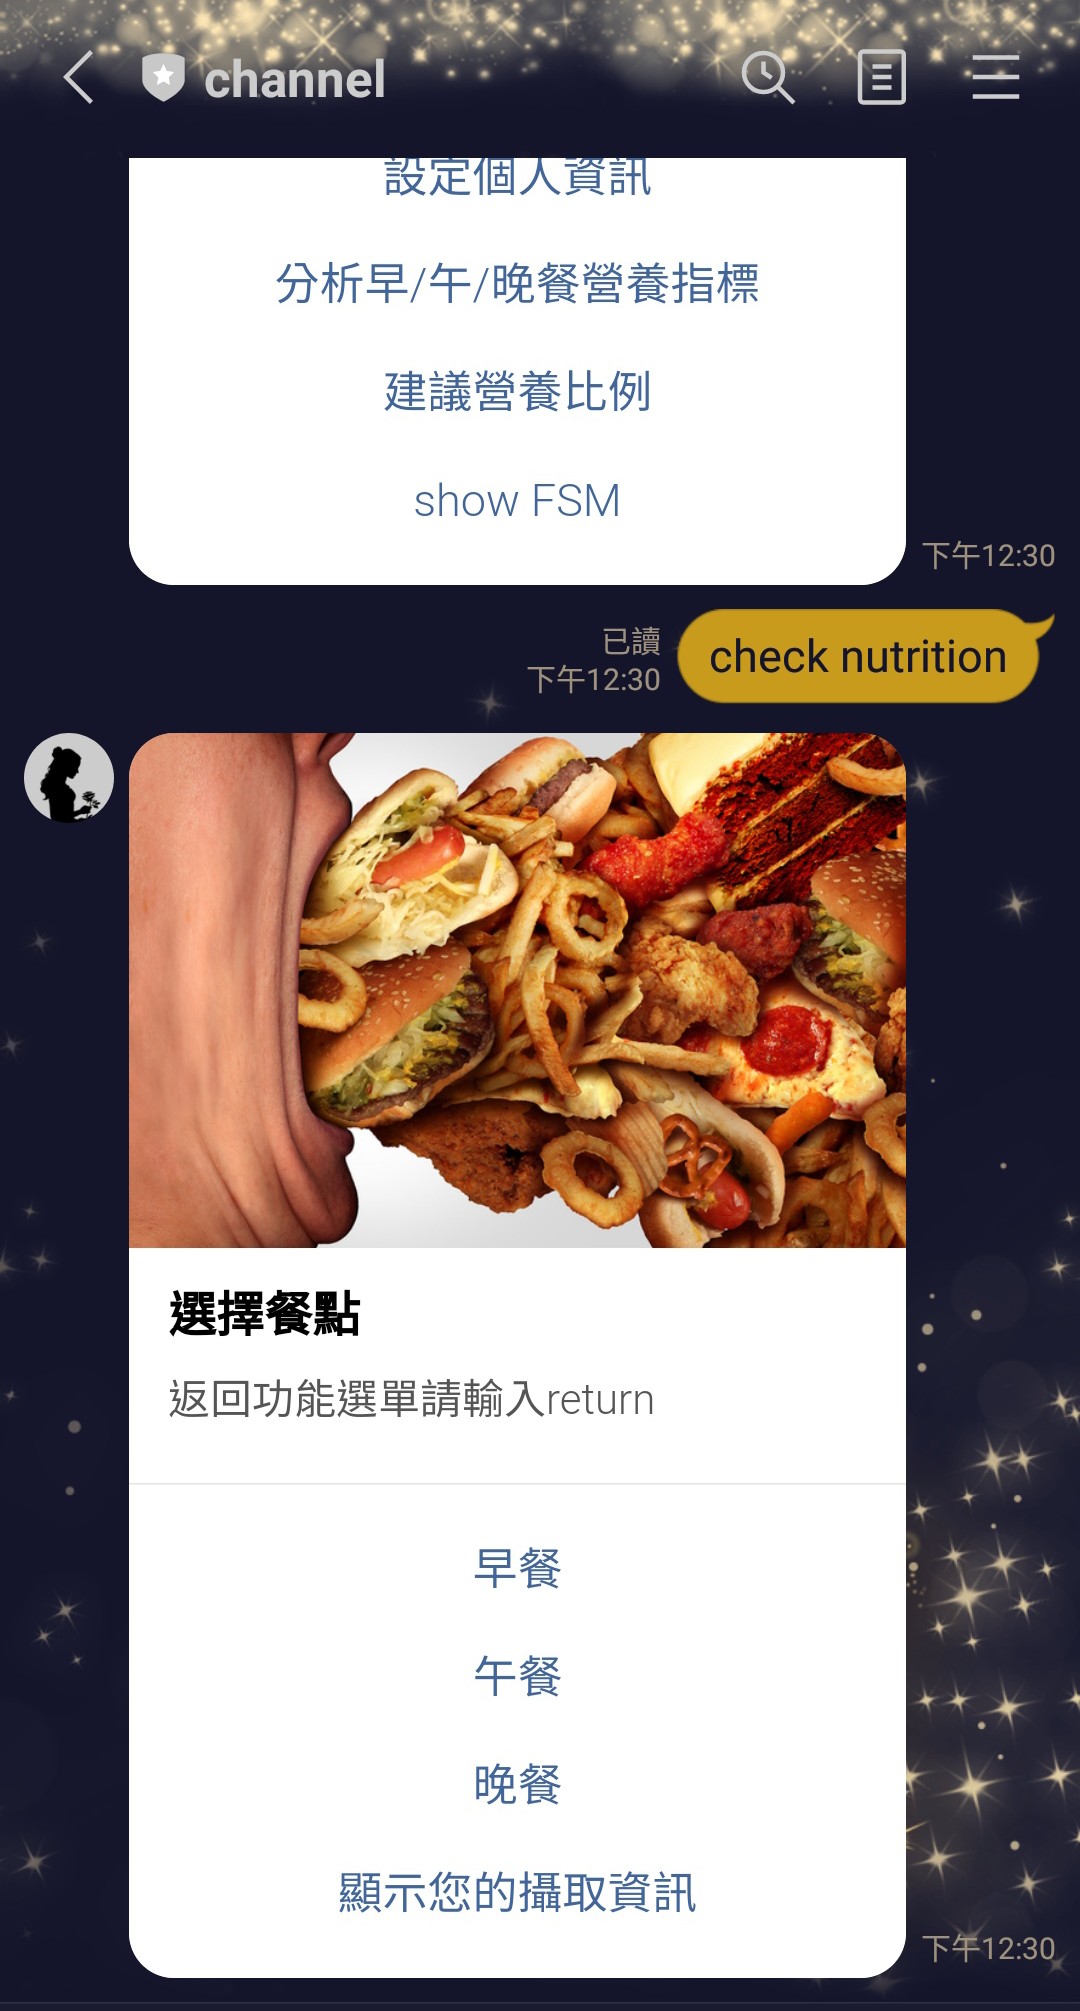 channel
設定個人資訊
分析早/午/晚餐營養指標
建議營養比例
show FSM
下午12:30
已讀
下午12:30
check nutrition
選擇餐點
返回功能選單請輸入return
早餐
午餐
晚餐
顯示您的攝取資訊
下午12:30